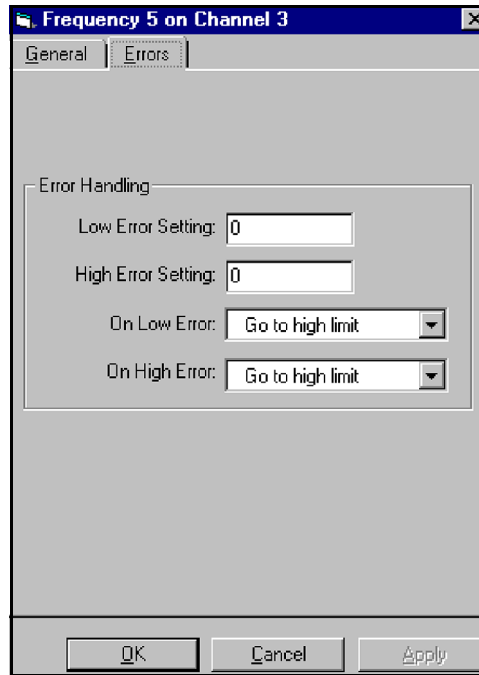 Frequency 5 on Channel 3
General Errors
Error Handling
Low Error Setting: 0
High Error Setting: 0
On Low Error: Go to high limit
On High Error: Go to high limit
OK Cancel Apply